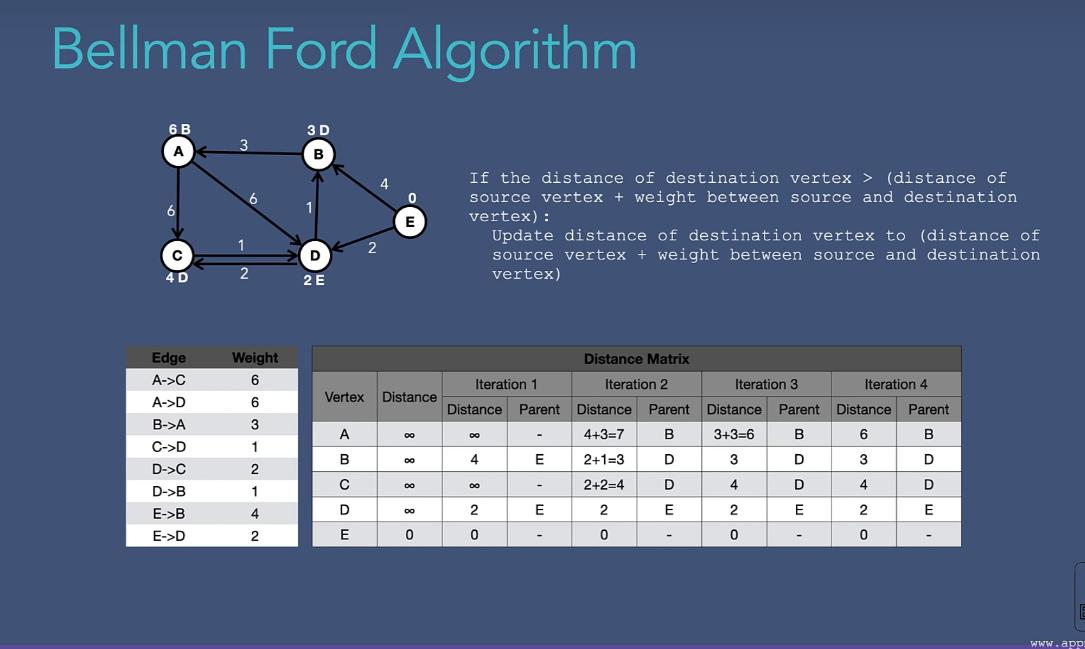 Bellman Ford Algorithm
6 B
3 D
A
3
B
4
0
6
6
1
E
1
2
C
D
2
4 D
2 E
If the distance of destination vertex > (distance of
source vertex + weight between source and destination
vertex):
Update distance of destination vertex to (distance of
source vertex + weight between source and destination
vertex)
Edge Weight
A->C 6
A->D 6
B->A 3
C->D 1
D->C 2
D->B 1
E->B 4
E->D 2
Distance Matrix
Vertex Distance Iteration 1 Iteration 2 Iteration 3 Iteration 4
Distance Parent Distance Parent Distance Parent Distance Parent
A ∞ ∞ - 4+3=7 B 3+3=6 B 6 B
B ∞ 4 E 2+1=3 D 3 D 3 D
C ∞ ∞ - 2+2=4 D 4 D 4 D
D ∞ 2 E 2 E 2 E 2 E
E 0 0 - 0 - 0 - 0 -